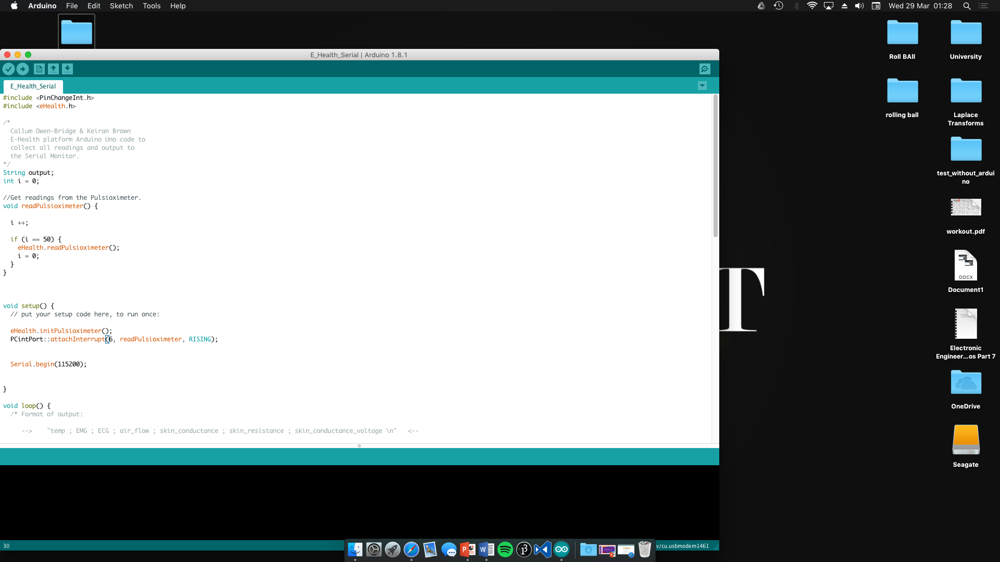 Arduino File Edit Sketch Tools Help
Wed 29 Mar 01:28
E_Health_Serial | Arduino 1.8.1
E_Health_Serial
#include <PinChangeInt.h>
#include <eHealth.h>
/*
Callum Owen-Bridge & Keiran Brown
E-Health platform Arduino Uno code to
collect all readings and output to
the Serial Monitor.
*/
String output;
int i = 0;
//Get readings from the Pulsioximeter.
void readPulsioximeter() {
i ++;
if (i == 50) {
eHealth.readPulsioximeter();
i = 0;
}
}
void setup() {
// put your setup code here, to run once:
eHealth.initPulsioximeter();
PCintPort::attachInterrupt(6, readPulsioximeter, RISING);
Serial.begin(115200);
}
void loop() {
/* Format of output:
--> "temp ; EMG ; ECG ; air_flow ; skin_conductance ; skin_resistance ; skin_conductance_voltage \n" <--
30
v/cu.usbmodem1461
T
Roll BAll
University
rolling ball
Laplace
Transforms
test_without_ardui
no
workout.pdf
DOCX
Document1
Electronic
Engineer...os Part 7
OneDrive
Seagate